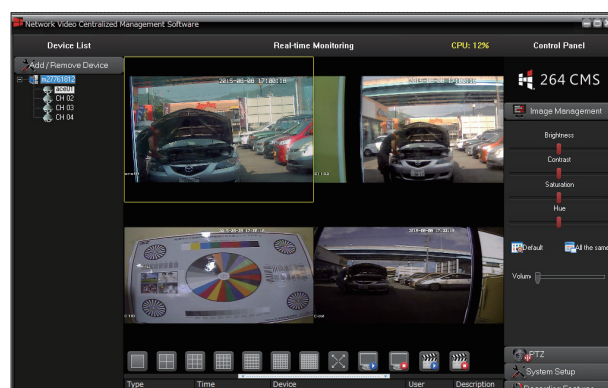 Network Video Centralized Management Software
Device List
Real-time Monitoring
CPU: 12%
Control Panel
Add / Remove Device
m27761812
CH 02
CH 03
CH 04
264 CMS
Image Management
Brightness
Contrast
Saturation
Hue
Default
All the same
Volum
PTZ
System Setup
Type
Time
Device
User
Description